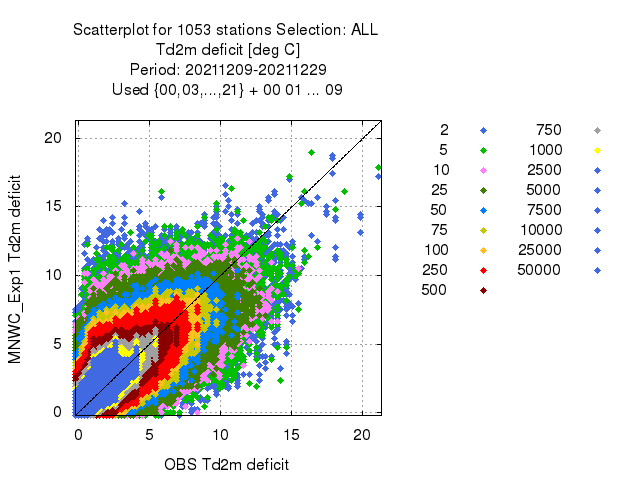 Scatterplot for 1053 stations Selection: ALL
Td2m deficit [deg C]
Period: 20211209-20211229
Used {00,03,...,21} + 00 01 ... 09
MNWC_Exp1 Td2m deficit
20
15
10
5
0
0 5 10 15 20
OBS Td2m deficit
2 750
5 1000
10 2500
25 5000
50 7500
75 10000
100 25000
250 50000
500